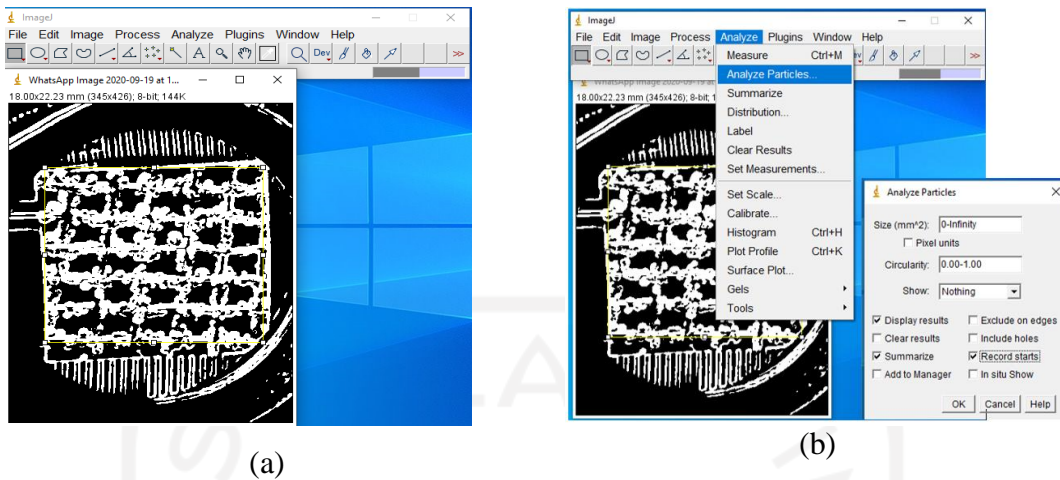 ImageJ
File Edit Image Process Analyze Plugins Window Help
A Dev >>
WhatsApp Image 2020-09-19 at 1...
18.00x22.23 mm (345x426); 8-bit; 144K
(a)
ImageJ
File Edit Image Process Analyze Plugins Window Help
>>
18.00x22.23 mm (345x426); 8-bit; 1
Measure Ctrl+M
Analyze Particles...
Summarize
Distribution...
Label
Clear Results
Set Measurements...
Set Scale...
Calibrate...
Histogram Ctrl+H
Plot Profile Ctrl+K
Surface Plot...
Gels
Tools
Analyze Particles
Size (mm^2): 0-Infinity
Pixel units
Circularity: 0.00-1.00
Show: Nothing
Display results Exclude on edges
Clear results Include holes
Summarize Record starts
Add to Manager In situ Show
OK Cancel Help
(b)